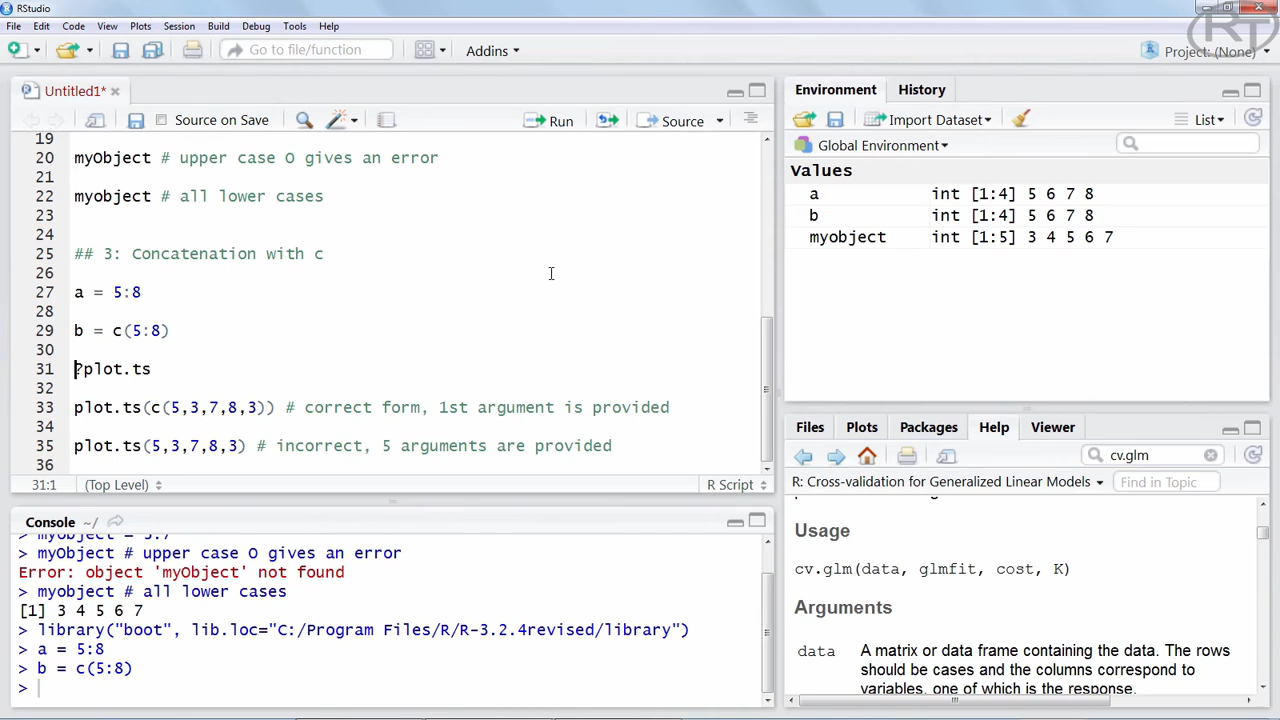 RStudio
File Edit Code View Plots Session Build Debug Tools Help
Go to file/function Addins
RT
Project: (None)
Untitled1*
Source on Save Run Source
19
20 myObject # upper case O gives an error
21
22 myobject # all lower cases
23
24
25 ## 3: Concatenation with c
26
27 a = 5:8
28
29 b = c(5:8)
30
31 ?plot.ts
32
33 plot.ts(c(5,3,7,8,3)) # correct form, 1st argument is provided
34
35 plot.ts(5,3,7,8,3) # incorrect, 5 arguments are provided
36
31:1 (Top Level) R Script
Console ~/
> myobject = 3:7
> myObject # upper case O gives an error
Error: object 'myObject' not found
> myobject # all lower cases
[1] 3 4 5 6 7
> library("boot", lib.loc="C:/Program Files/R/R-3.2.4revised/library")
> a = 5:8
> b = c(5:8)
>
Environment History
Import Dataset List
Global Environment
Values
a int [1:4] 5 6 7 8
b int [1:4] 5 6 7 8
myobject int [1:5] 3 4 5 6 7
Files Plots Packages Help Viewer
cv.glm
R: Cross-validation for Generalized Linear Models Find in Topic
Usage
cv.glm(data, glmfit, cost, K)
Arguments
data A matrix or data frame containing the data. The rows
should be cases and the columns correspond to
variables, one of which is the response.